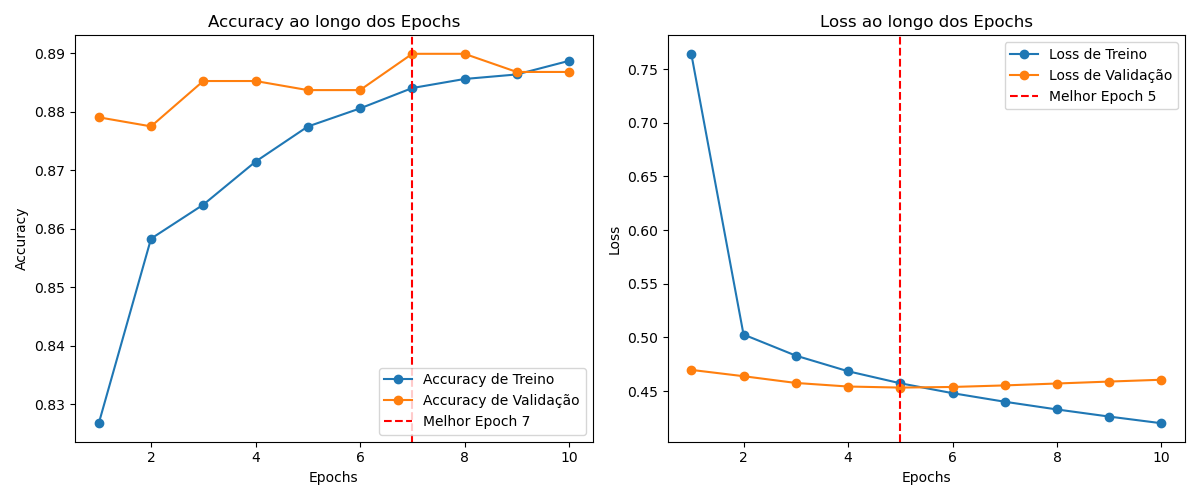 Accuracy ao longo dos Epochs
Accuracy
0.89
0.88
0.87
0.86
0.85
0.84
0.83
2 4 6 8 10
Epochs
Accuracy de Treino
Accuracy de Validação
Melhor Epoch 7
Loss ao longo dos Epochs
Loss
0.75
0.70
0.65
0.60
0.55
0.50
0.45
2 4 6 8 10
Epochs
Loss de Treino
Loss de Validação
Melhor Epoch 5